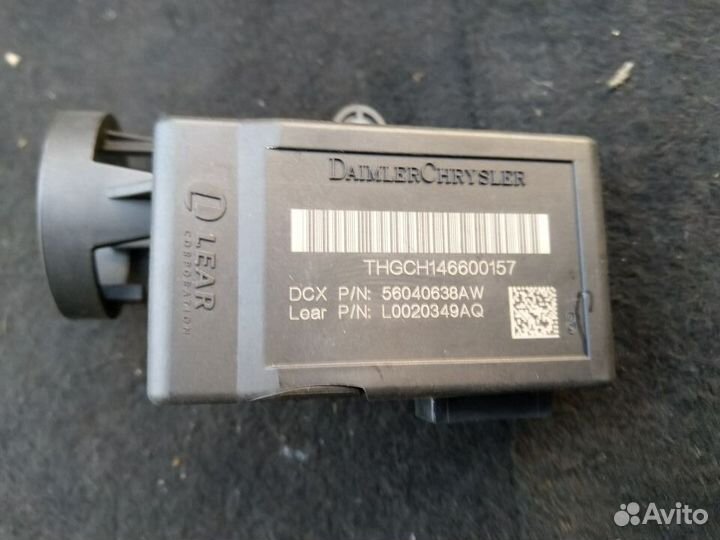 DAIMLERCHRYSLER
LEAR
CORPORATION
THGCH146600157
DCX P/N: 56040638AW
Lear P/N: L0020349AQ
Avito